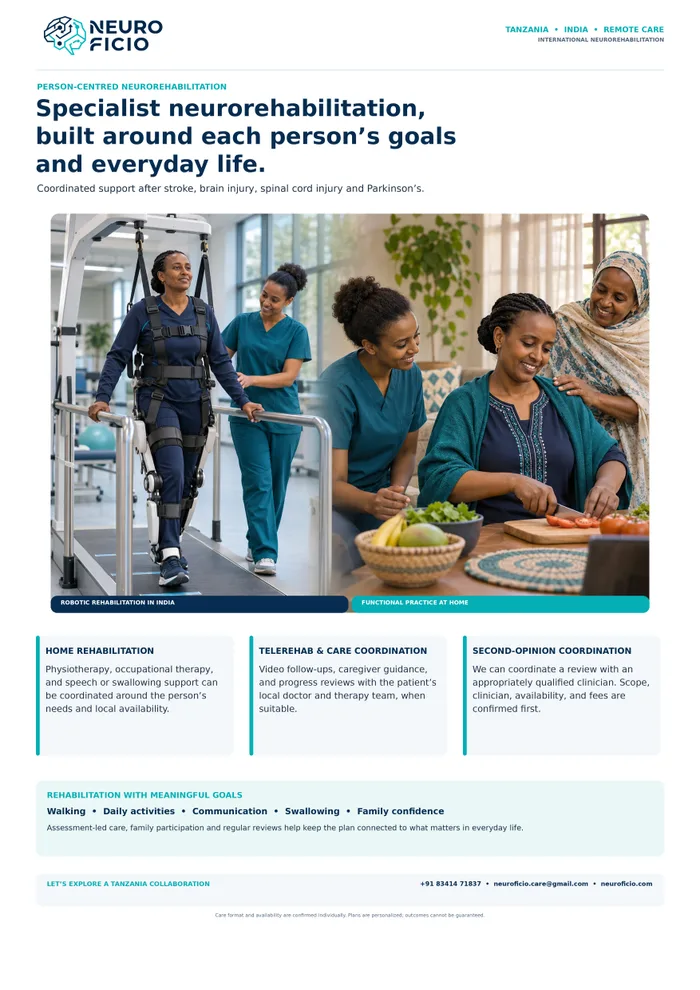 NEURO
FICIO
TANZANIA • INDIA • REMOTE CARE
INTERNATIONAL NEUROREHABILITATION
PERSON-CENTRED NEUROREHABILITATION
Specialist neurorehabilitation,
built around each person’s goals
and everyday life.
Coordinated support after stroke, brain injury, spinal cord injury and Parkinson’s.
ROBOTIC REHABILITATION IN INDIA
FUNCTIONAL PRACTICE AT HOME
HOME REHABILITATION
Physiotherapy, occupational therapy,
and speech or swallowing support can
be coordinated around the person’s
needs and local availability.
TELEREHAB & CARE COORDINATION
Video follow-ups, caregiver guidance,
and progress reviews with the patient’s
local doctor and therapy team, when
suitable.
SECOND-OPINION COORDINATION
We can coordinate a review with an
appropriately qualified clinician. Scope,
clinician, availability, and fees are
confirmed first.
REHABILITATION WITH MEANINGFUL GOALS
Walking • Daily activities • Communication • Swallowing • Family confidence
Assessment-led care, family participation and regular reviews help keep the plan connected to what matters in everyday life.
LET’S EXPLORE A TANZANIA COLLABORATION
+91 83414 71837 • neuroficio.care@gmail.com • neuroficio.com
Care format and availability are confirmed individually. Plans are personalized; outcomes cannot be guaranteed.